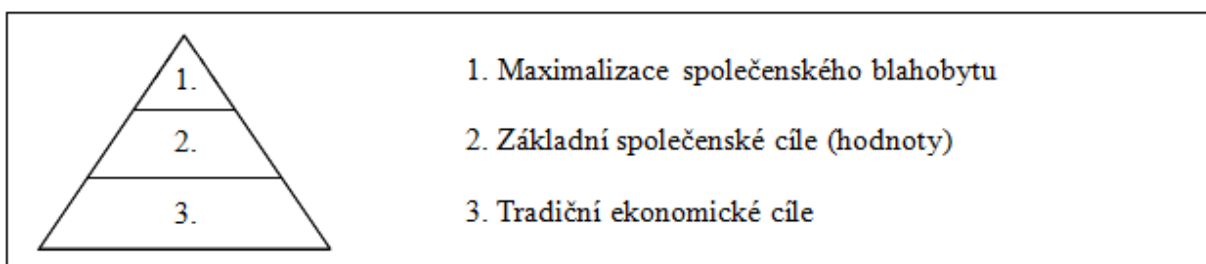 1.
2.
3.
1. Maximalizace společenského blahobytu
2. Základní společenské cíle (hodnoty)
3. Tradiční ekonomické cíle